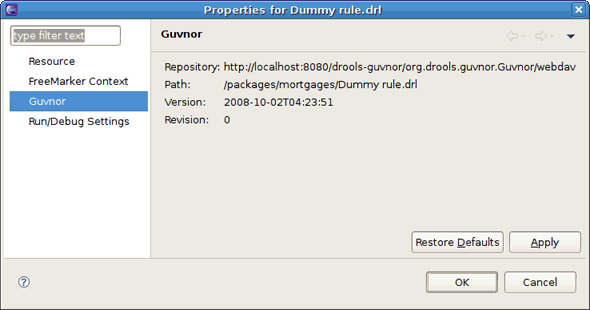 Properties for Dummy rule.drl
type filter text
Resource
FreeMarker Context
Guvnor
Run/Debug Settings
Guvnor
Repository: http://localhost:8080/drools-guvnor/org.drools.guvnor.Guvnor/webdav
Path: /packages/mortgages/Dummy rule.drl
Version: 2008-10-02T04:23:51
Revision: 0
Restore Defaults Apply
? OK Cancel